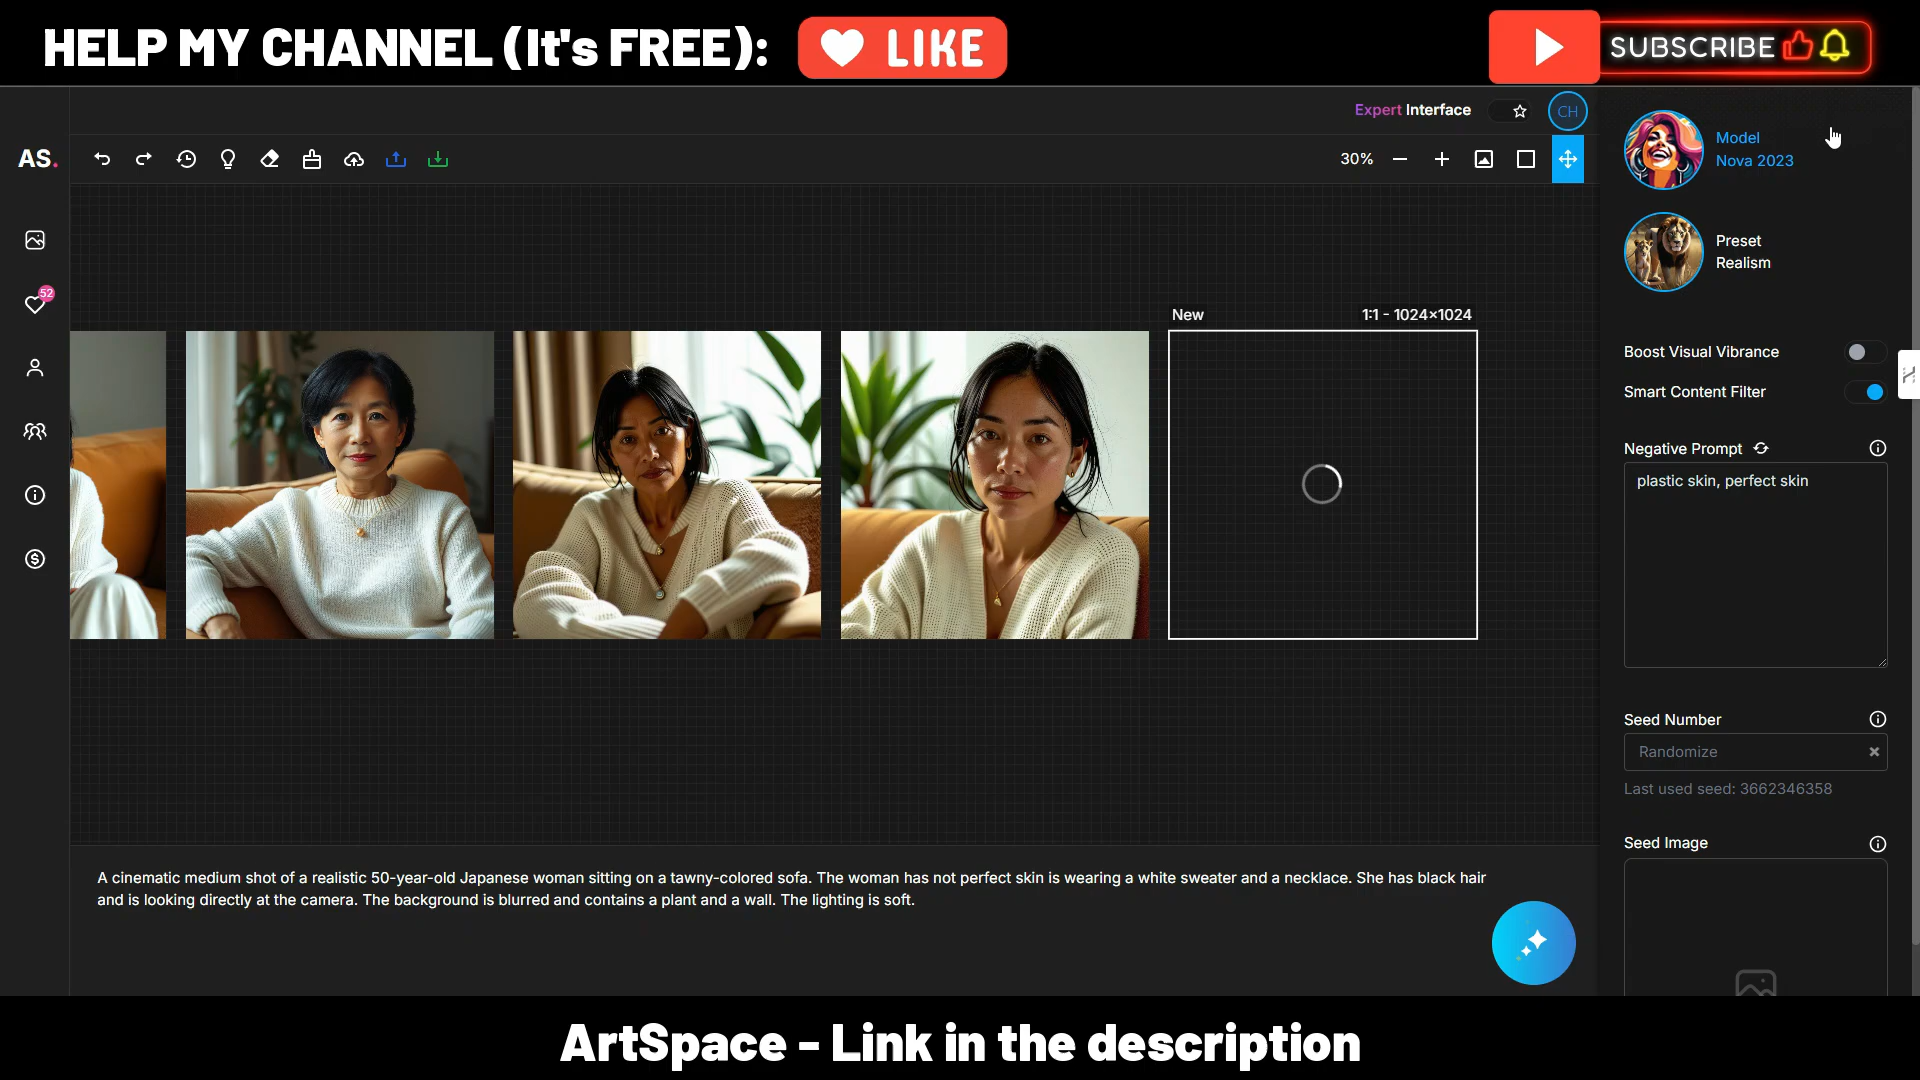 HELP MY CHANNEL (It's FREE):
LIKE
SUBSCRIBE
Expert Interface
CH
AS.
30%
Model
Nova 2023
Preset
Realism
52
New
1:1 - 1024×1024
Boost Visual Vibrance
Smart Content Filter
Negative Prompt
plastic skin, perfect skin
Seed Number
Randomize
Last used seed: 3662346358
Seed Image
A cinematic medium shot of a realistic 50-year-old Japanese woman sitting on a tawny-colored sofa. The woman has not perfect skin is wearing a white sweater and a necklace. She has black hair
and is looking directly at the camera. The background is blurred and contains a plant and a wall. The lighting is soft.
ArtSpace - Link in the description